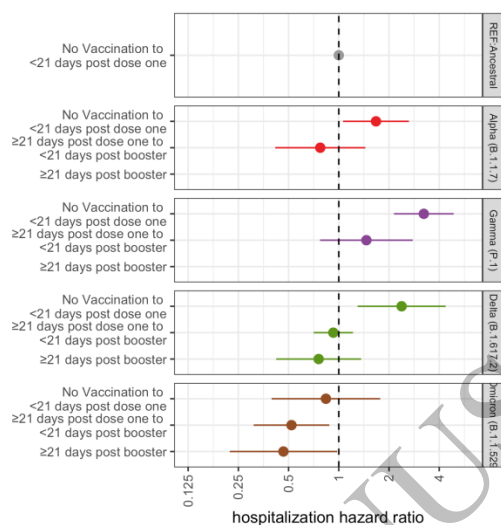 No Vaccination to
<21 days post dose one
REF-Ancestral
No Vaccination to
<21 days post dose one
≥21 days post dose one to
<21 days post booster
≥21 days post booster
Alpha (B.1.1.7)
No Vaccination to
<21 days post dose one
≥21 days post dose one to
<21 days post booster
≥21 days post booster
Gamma (P.1)
No Vaccination to
<21 days post dose one
≥21 days post dose one to
<21 days post booster
≥21 days post booster
Delta (B.1.617.2)
No Vaccination to
<21 days post dose one
≥21 days post dose one to
<21 days post booster
≥21 days post booster
Omicron (B.1.1.529
0.125
0.25
0.5
1
2
4
hospitalization hazard ratio
US